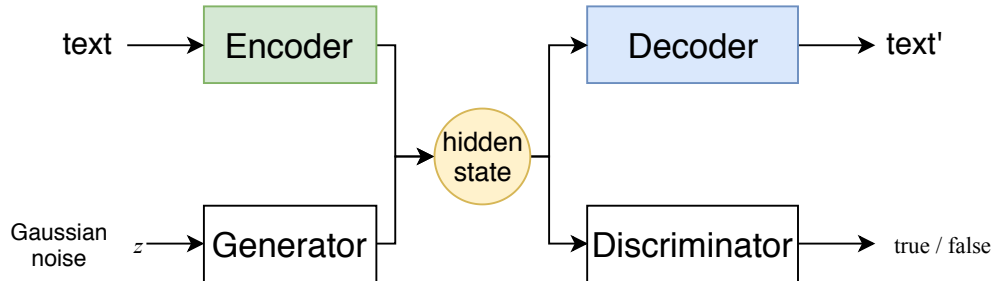 text
Encoder
Decoder
text'
hidden
state
Gaussian
noise
z
Generator
Discriminator
true / false